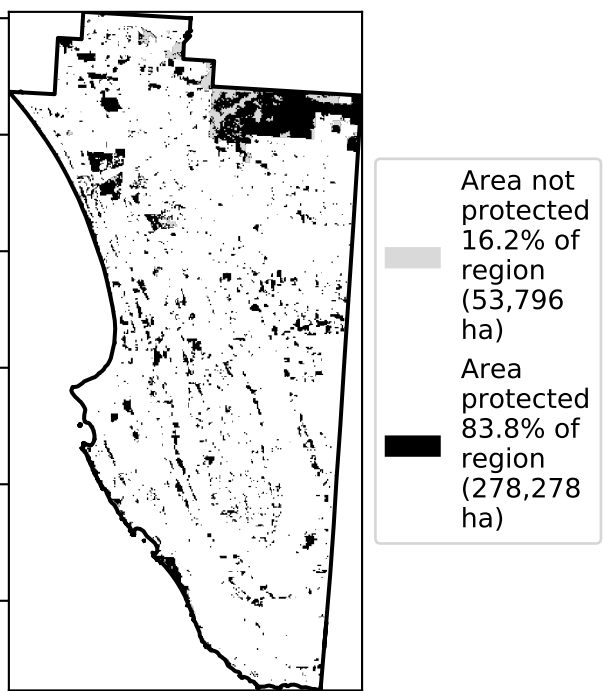 Area not
protected
16.2% of
region
(53,796
ha)
Area
protected
83.8% of
region
(278,278
ha)